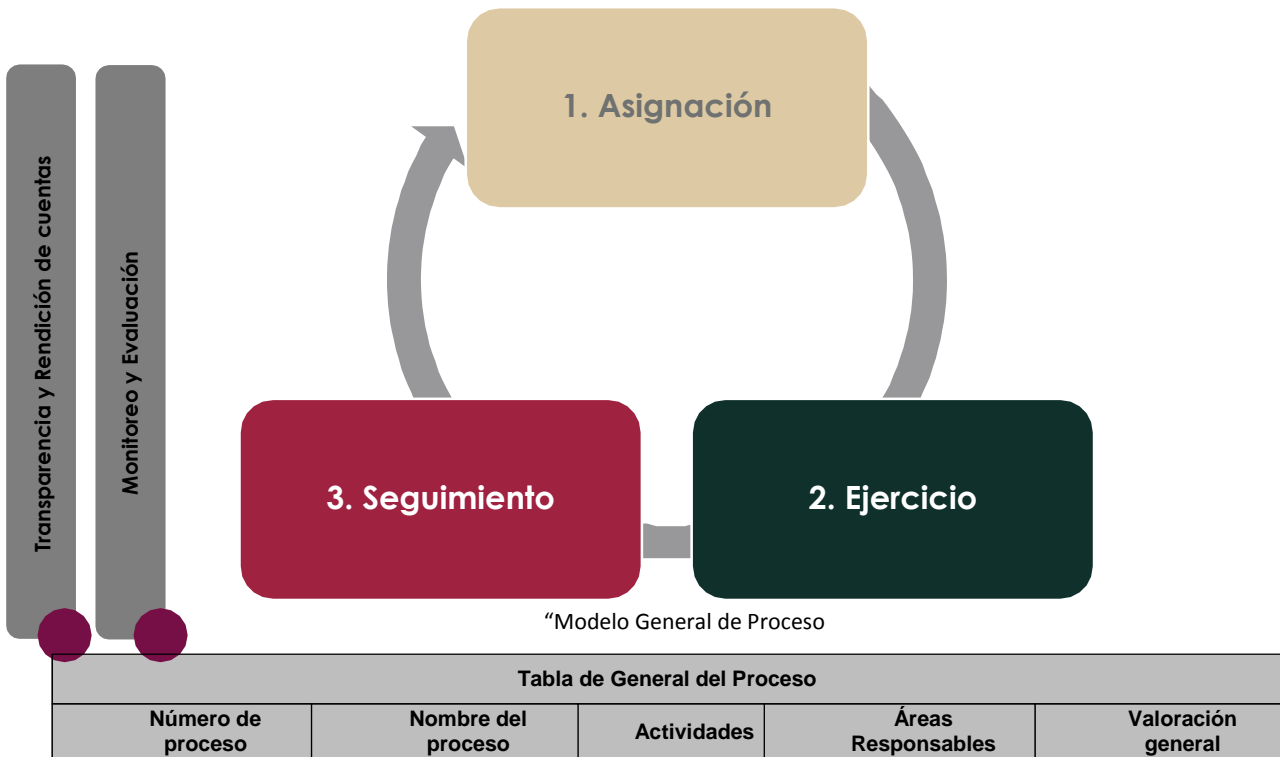 Transparencia y Rendición de cuentas
Monitoreo y Evaluación
1. Asignación
3. Seguimiento
2. Ejercicio
“Modelo General de Proceso
Tabla de General del Proceso
Número de
proceso
Nombre del
proceso
Actividades
Áreas
Responsables
Valoración
general